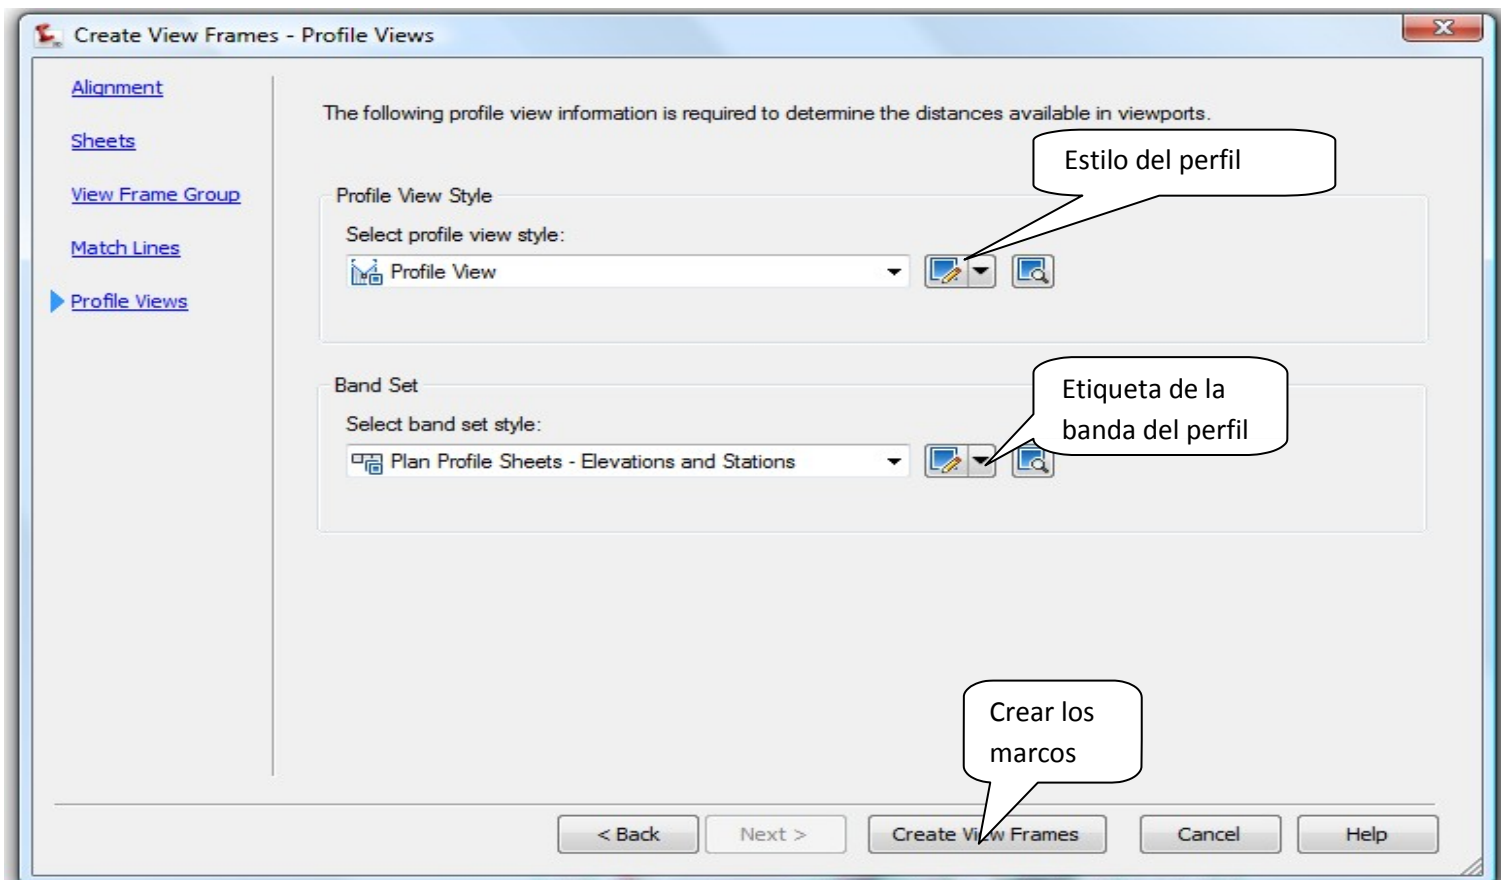 Create View Frames - Profile Views
Alignment
Sheets
View Frame Group
Match Lines
Profile Views
The following profile view information is required to determine the distances available in viewports.
Estilo del perfil
Profile View Style
Select profile view style:
Profile View
Band Set
Select band set style:
Plan Profile Sheets - Elevations and Stations
Etiqueta de la
banda del perfil
Crear los
marcos
< Back
Next >
Create View Frames
Cancel
Help